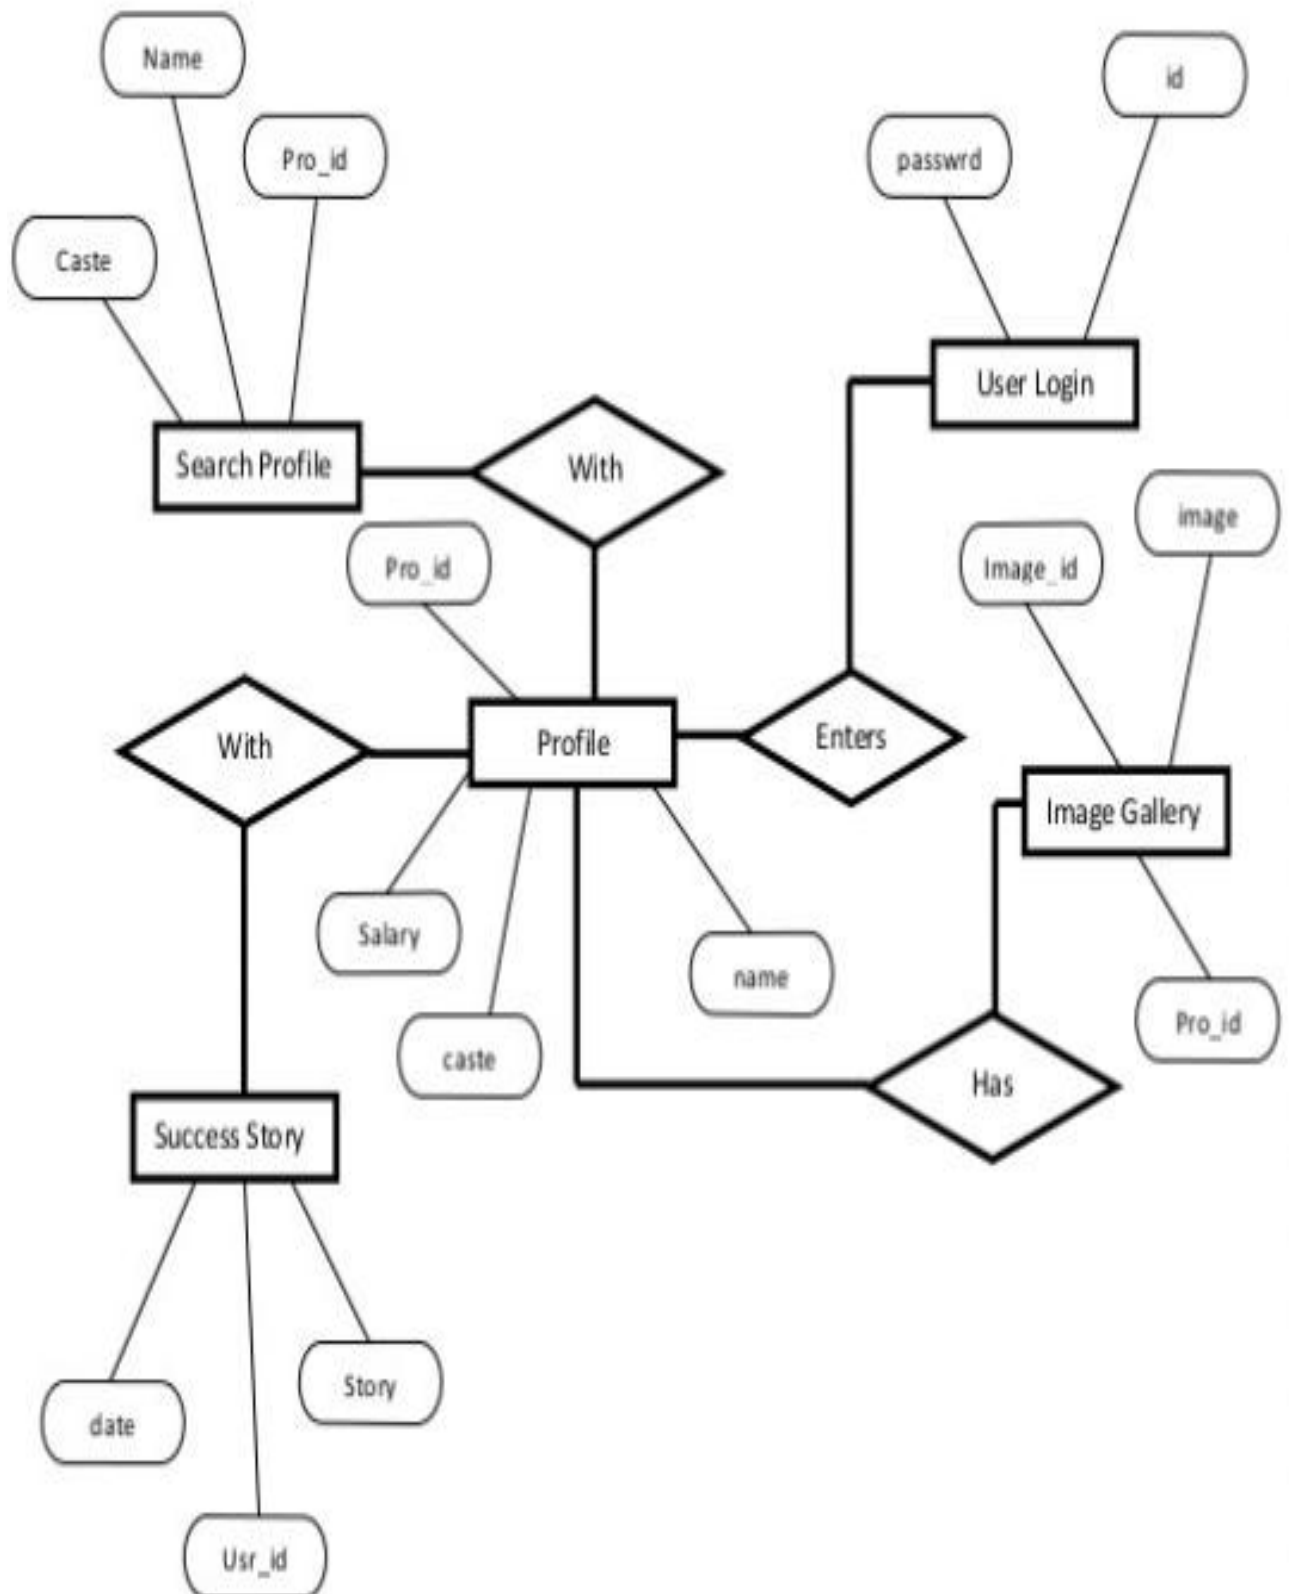 Name
id
Pro_id
passwrd
Caste
User Login
Search Profile
With
image
Image_id
Pro_id
With
Profile
Enters
Image Gallery
Salary
name
Pro_id
caste
Has
Success Story
Story
date
Usr_id